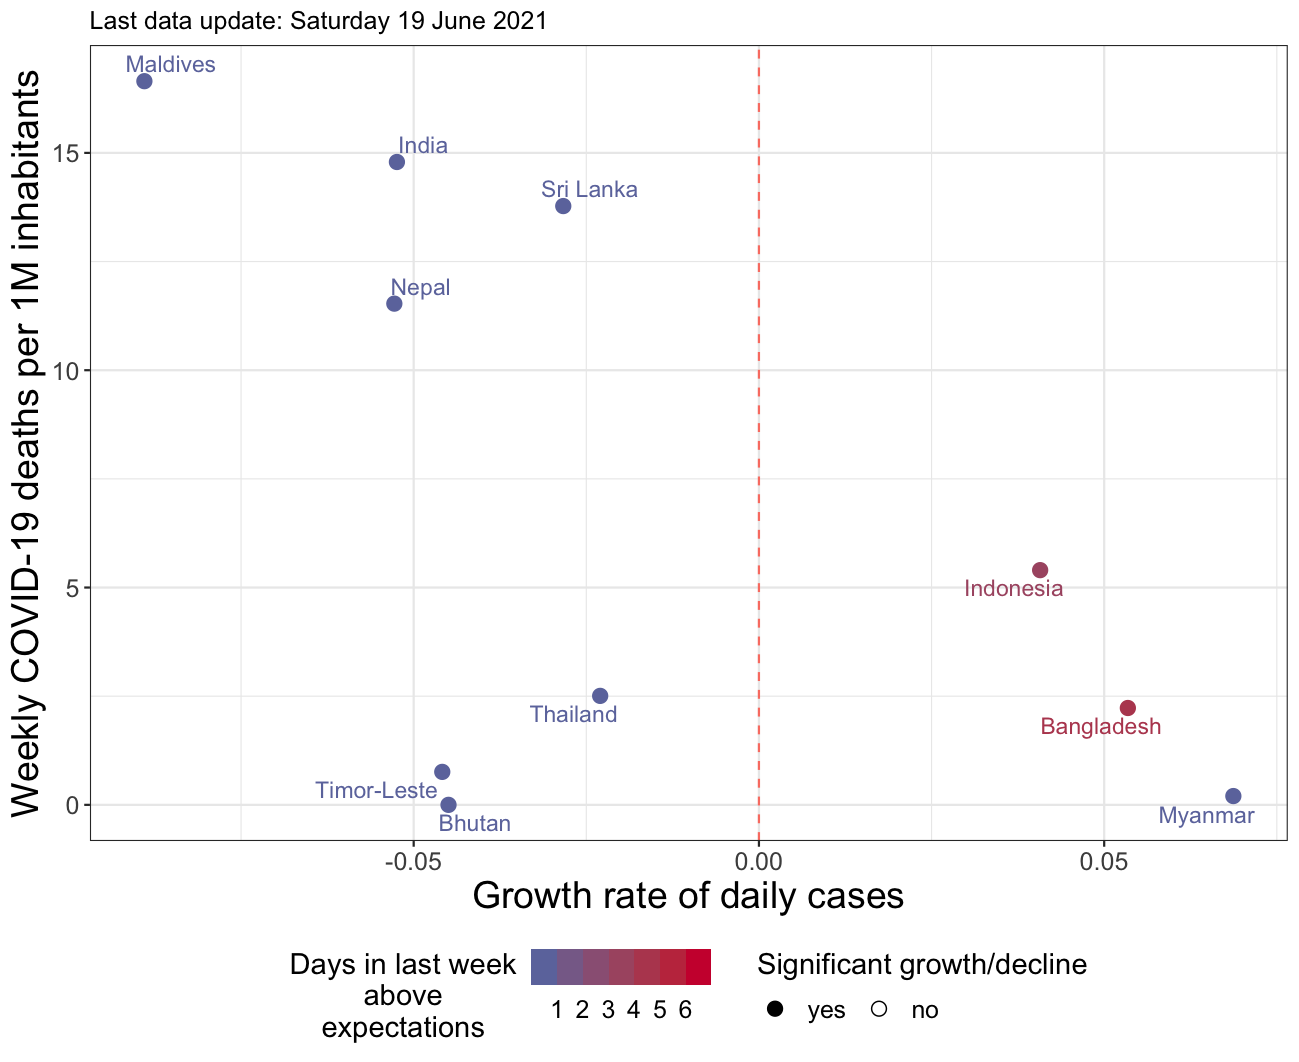 Last data update: Saturday 19 June 2021
Weekly COVID-19 deaths per 1M inhabitants
Maldives
15
India
Sri Lanka
Nepal
10
5
Indonesia
Thailand
Bangladesh
Timor-Leste
0
Bhutan
Myanmar
-0.05 0.00 0.05
Growth rate of daily cases
Days in last week
above
expectations
1 2 3 4 5 6
Significant growth/decline
yes no